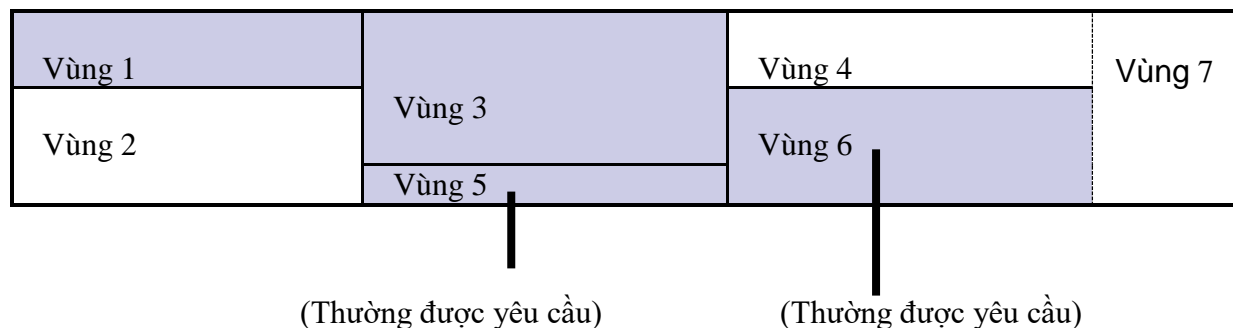 Vùng 1
Vùng 2
Vùng 3
Vùng 5
Vùng 4
Vùng 6
Vùng 7
(Thường được yêu cầu)
(Thường được yêu cầu)